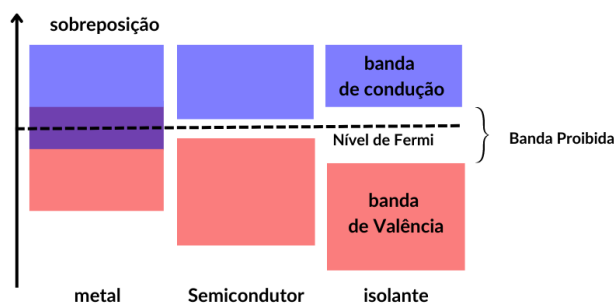 sobreposição
banda
de condução
Nível de Fermi
Banda Proibida
banda
de Valência
metal
Semicondutor
isolante